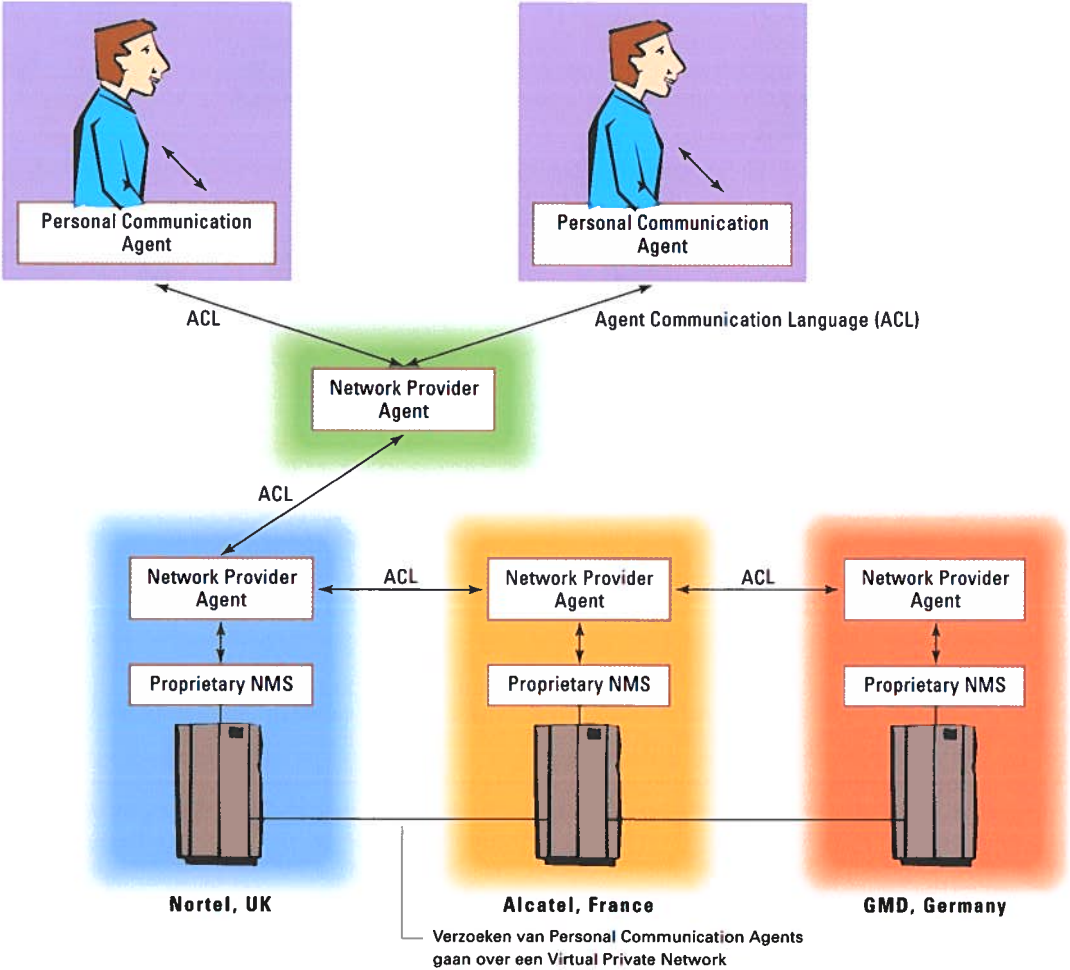 Personal Communication
Agent
Personal Communication
Agent
ACL
Agent Communication Language (ACL)
Network Provider
Agent
ACL
Network Provider
Agent
ACL
Network Provider
Agent
ACL
Network Provider
Agent
Proprietary NMS
Proprietary NMS
Proprietary NMS
Nortel, UK
Alcatel, France
GMD, Germany
Verzoeken van Personal Communication Agents
gaan over een Virtual Private Network